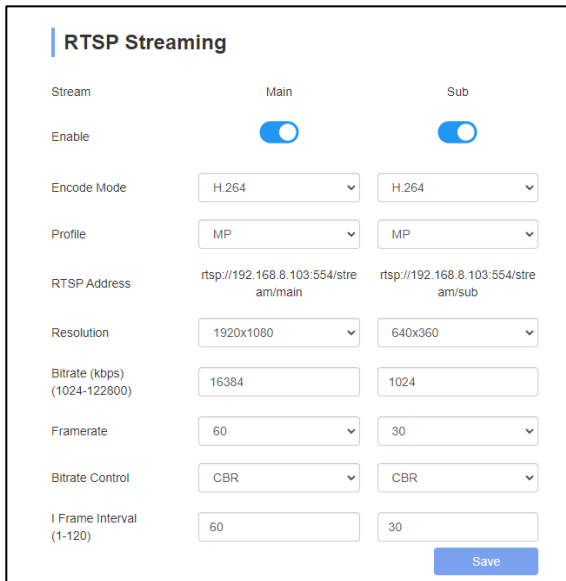 RTSP Streaming
Stream Main Sub
Enable
Encode Mode H.264 H.264
Profile MP MP
RTSP Address rtsp://192.168.8.103:554/stre rtsp://192.168.8.103:554/stre
am/main am/sub
Resolution 1920x1080 640x360
Bitrate (kbps)
(1024-122800) 16384 1024
Framerate 60 30
Bitrate Control CBR CBR
I Frame Interval
(1-120) 60 30
Save